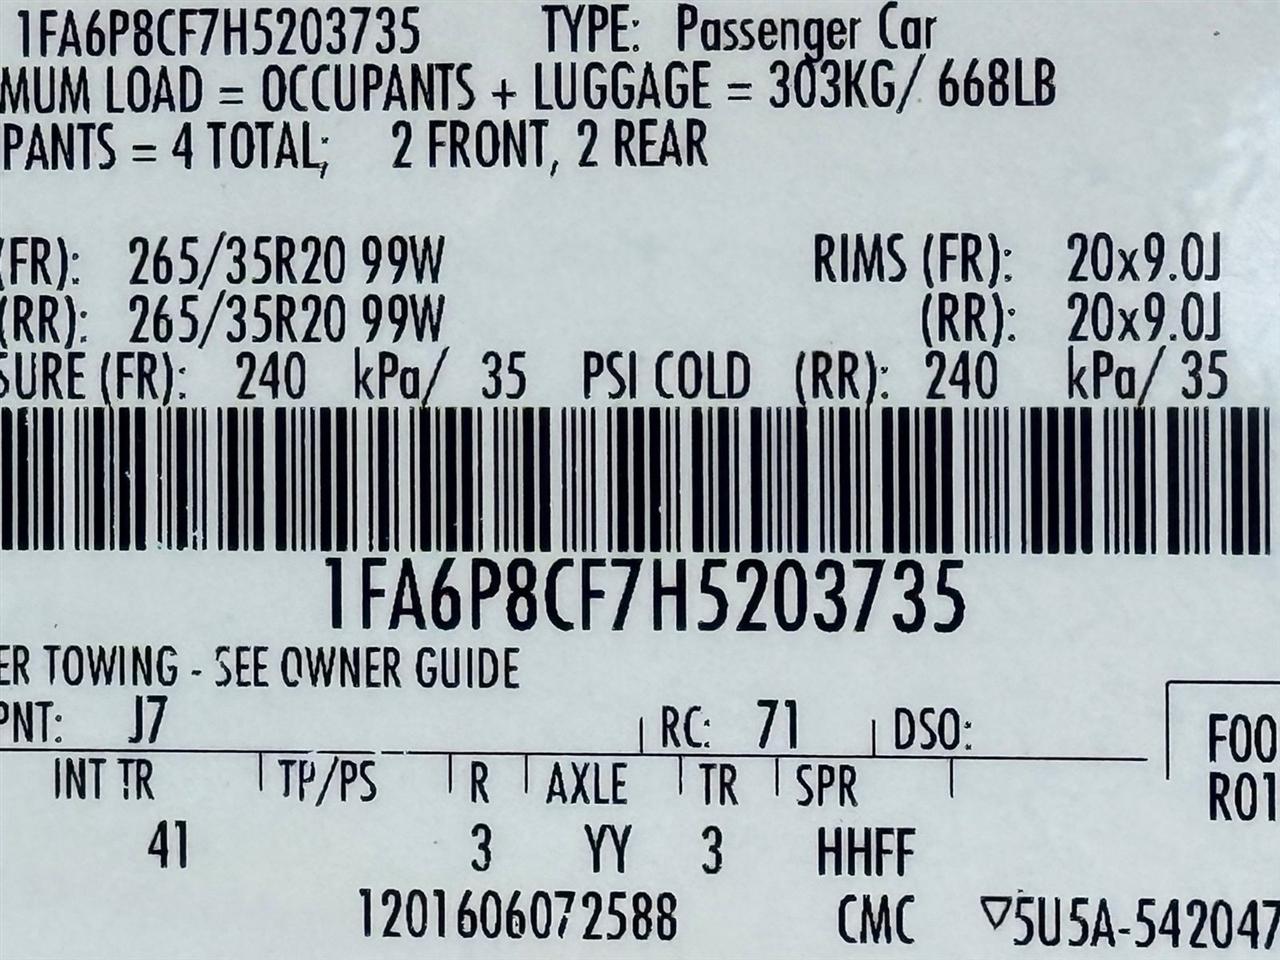 1FA6P8CF7H5203735 TYPE: Passenger Car
MUM LOAD = OCCUPANTS + LUGGAGE = 303KG/ 668LB
PANTS = 4 TOTAL; 2 FRONT, 2 REAR
(FR): 265/35R20 99W RIMS (FR): 20x9.0J
(RR): 265/35R20 99W (RR): 20x9.0J
SURE (FR): 240 kPa/ 35 PSI COLD (RR): 240 kPa/ 35
1FA6P8CF7H5203735
ER TOWING - SEE OWNER GUIDE
PNT: J7 RC: 71 DSO: F00
INT TR TP/PS R AXLE TR SPR R01
41 3 YY 3 HHFF
1201606072588 CMC ▽5U5A-542047